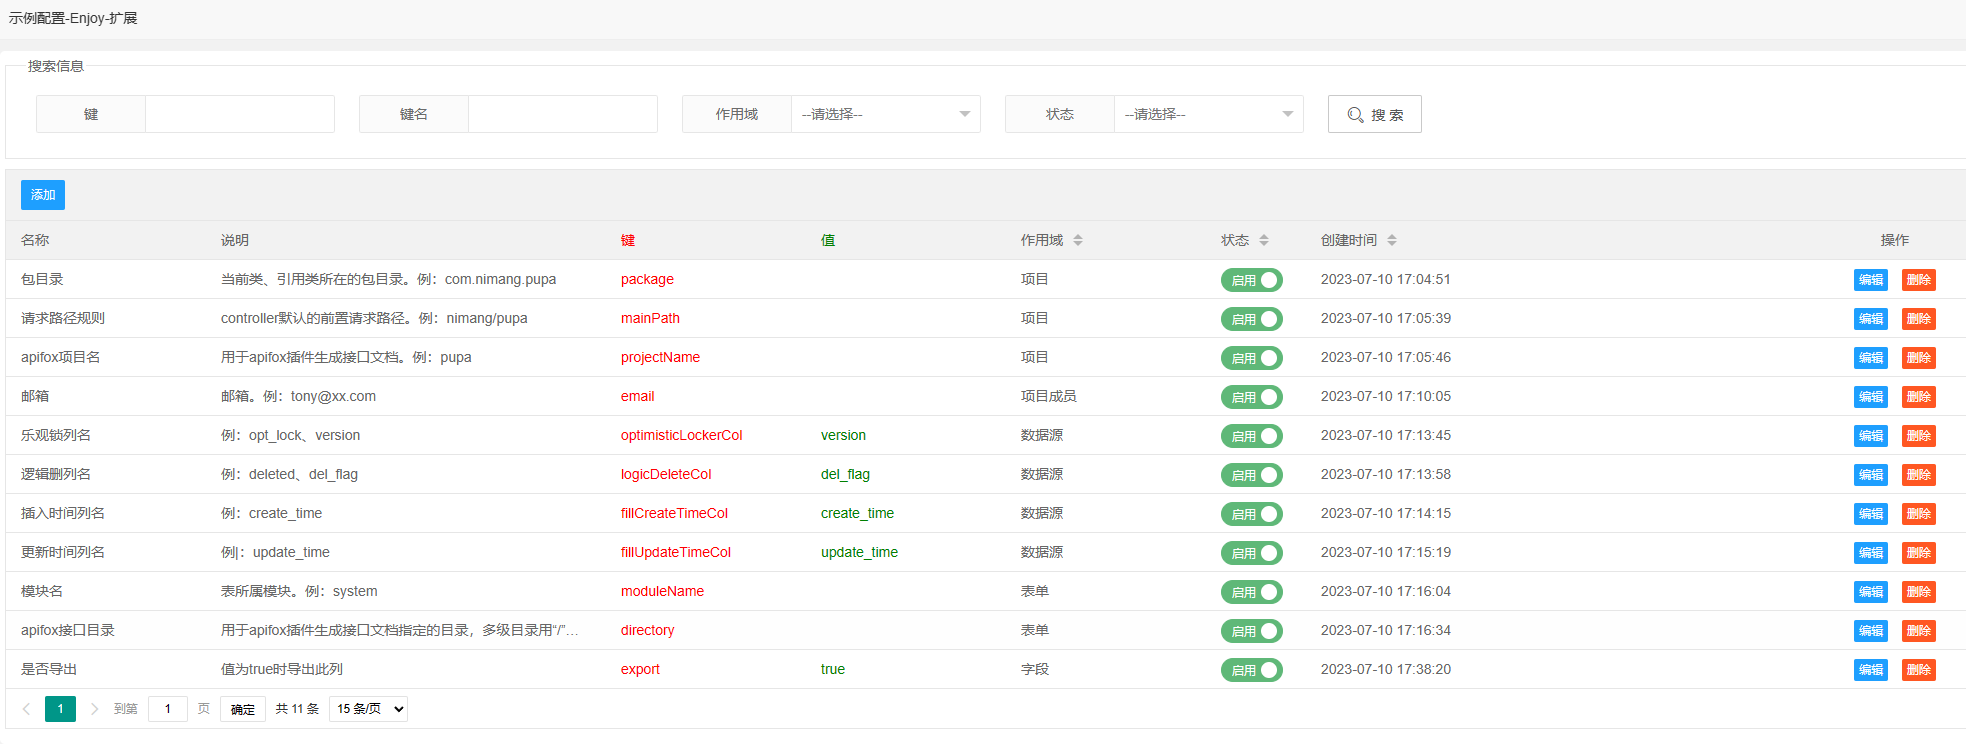 示例配置-Enjoy-扩展
搜索信息
键 键名 作用域 --请选择-- 状态 --请选择-- 搜 索
添加
名称 说明 键 值 作用域 状态 创建时间 操作
包目录 当前类、引用类所在的包目录。例：com.nimang.pupa package 项目 启用 2023-07-10 17:04:51 编辑 删除
请求路径规则 controller默认的前置请求路径。例：nimang/pupa mainPath 项目 启用 2023-07-10 17:05:39 编辑 删除
apifox项目名 用于apifox插件生成接口文档。例：pupa projectName 项目 启用 2023-07-10 17:05:46 编辑 删除
邮箱 邮箱。例：tony@xx.com email 项目成员 启用 2023-07-10 17:10:05 编辑 删除
乐观锁列名 例：opt_lock、version optimisticLockerCol version 数据源 启用 2023-07-10 17:13:45 编辑 删除
逻辑删列名 例：deleted、del_flag logicDeleteCol del_flag 数据源 启用 2023-07-10 17:13:58 编辑 删除
插入时间列名 例：create_time fillCreateTimeCol create_time 数据源 启用 2023-07-10 17:14:15 编辑 删除
更新时间列名 例|：update_time fillUpdateTimeCol update_time 数据源 启用 2023-07-10 17:15:19 编辑 删除
模块名 表所属模块。例：system moduleName 表单 启用 2023-07-10 17:16:04 编辑 删除
apifox接口目录 用于apifox插件生成接口文档指定的目录，多级目录用“/”... directory 表单 启用 2023-07-10 17:16:34 编辑 删除
是否导出 值为true时导出此列 export true 字段 启用 2023-07-10 17:38:20 编辑 删除
1 到第 1 页 确定 共 11 条 15 条/页